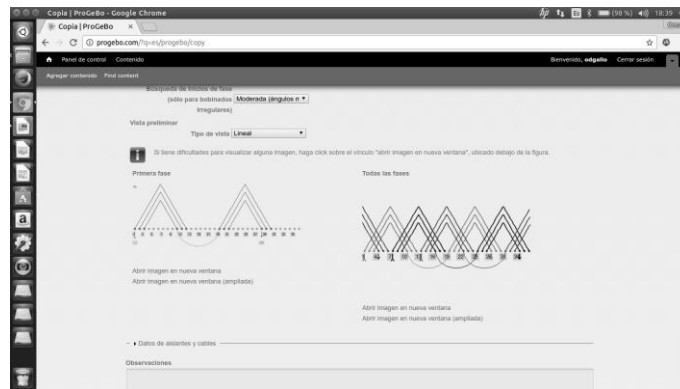 Copia | ProGeBo - Google Chrome
Es (98 %) 18:39
Copia | ProGeBo ×
progebo.com/?q=es/progebo/copy
Panel de control Contenido Bienvenido, odgallo Cerrar sesión
Agregar contenido Find content
Búsqueda de inicios de fase
(sólo para bobinados Moderada (ángulos e
irregulares)
Vista preliminar
Tipo de vista Lineal
Si tiene dificultades para visualizar alguna imagen, haga click sobre el vínculo "abrir imagen en nueva ventana", ubicado debajo de la figura.
Primera fase Todas las fases
Abrir imagen en nueva ventana
Abrir imagen en nueva ventana (ampliada)
Abrir imagen en nueva ventana
Abrir imagen en nueva ventana (ampliada)
Datos de aislantes y cables
Observaciones